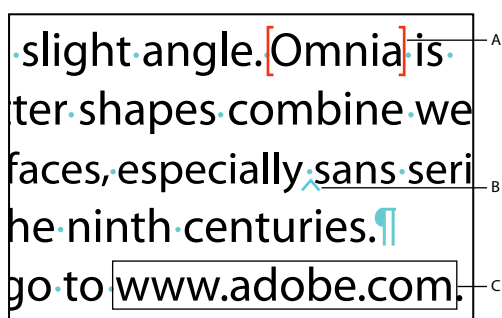 slight angle. [Omnia] is A
tter shapes combine we
faces, especially sans seri B
he ninth centuries.¶
go to www.adobe.com. C